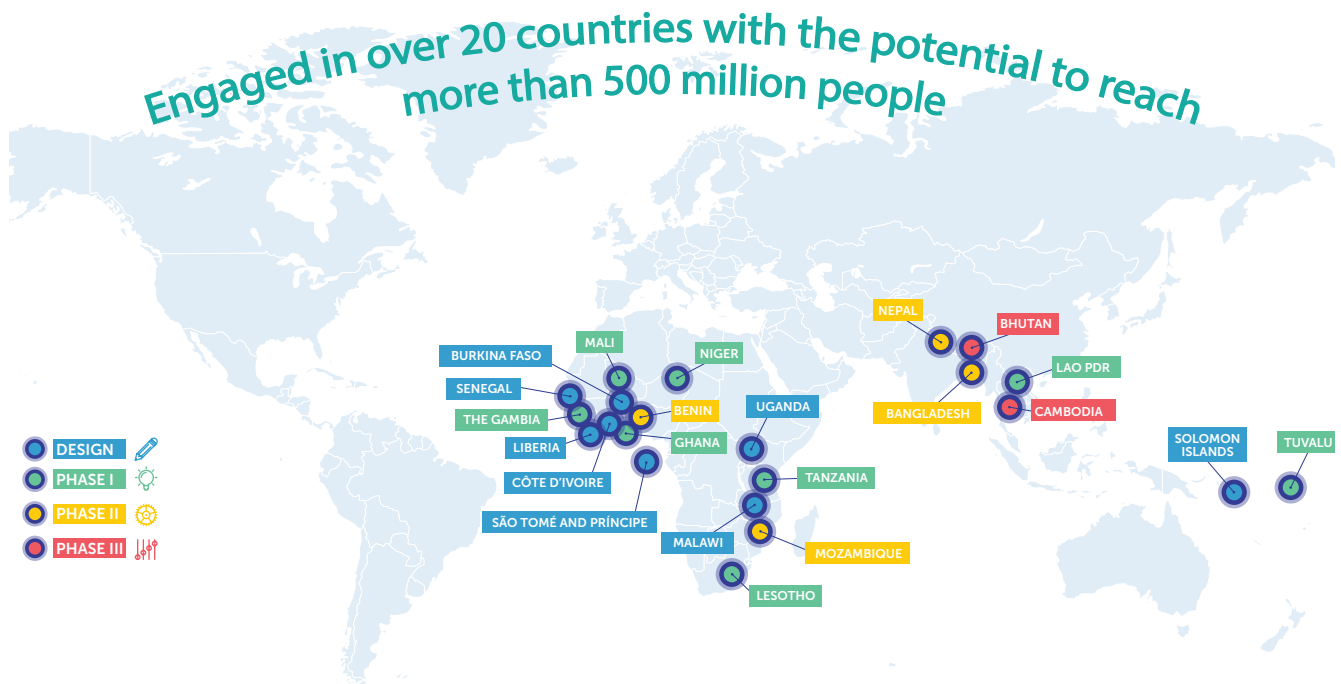 Engaged in over 20 countries with the potential to reach
more than 500 million people
NEPAL
BHUTAN
MALI
NIGER
BURKINA FASO
LAO PDR
SENEGAL
BENIN
UGANDA
BANGLADESH
CAMBODIA
THE GAMBIA
GHANA
LIBERIA
SOLOMON
ISLANDS
TUVALU
DESIGN
PHASE I
PHASE II
PHASE III
CÔTE D'IVOIRE
TANZANIA
SÃO TOMÉ AND PRÍNCIPE
MALAWI
MOZAMBIQUE
LESOTHO